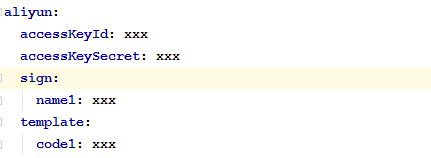 aliyun:
  accessKeyId: xxx
  accessKeySecret: xxx
  sign:
    name1: xxx
  template:
    code1: xxx